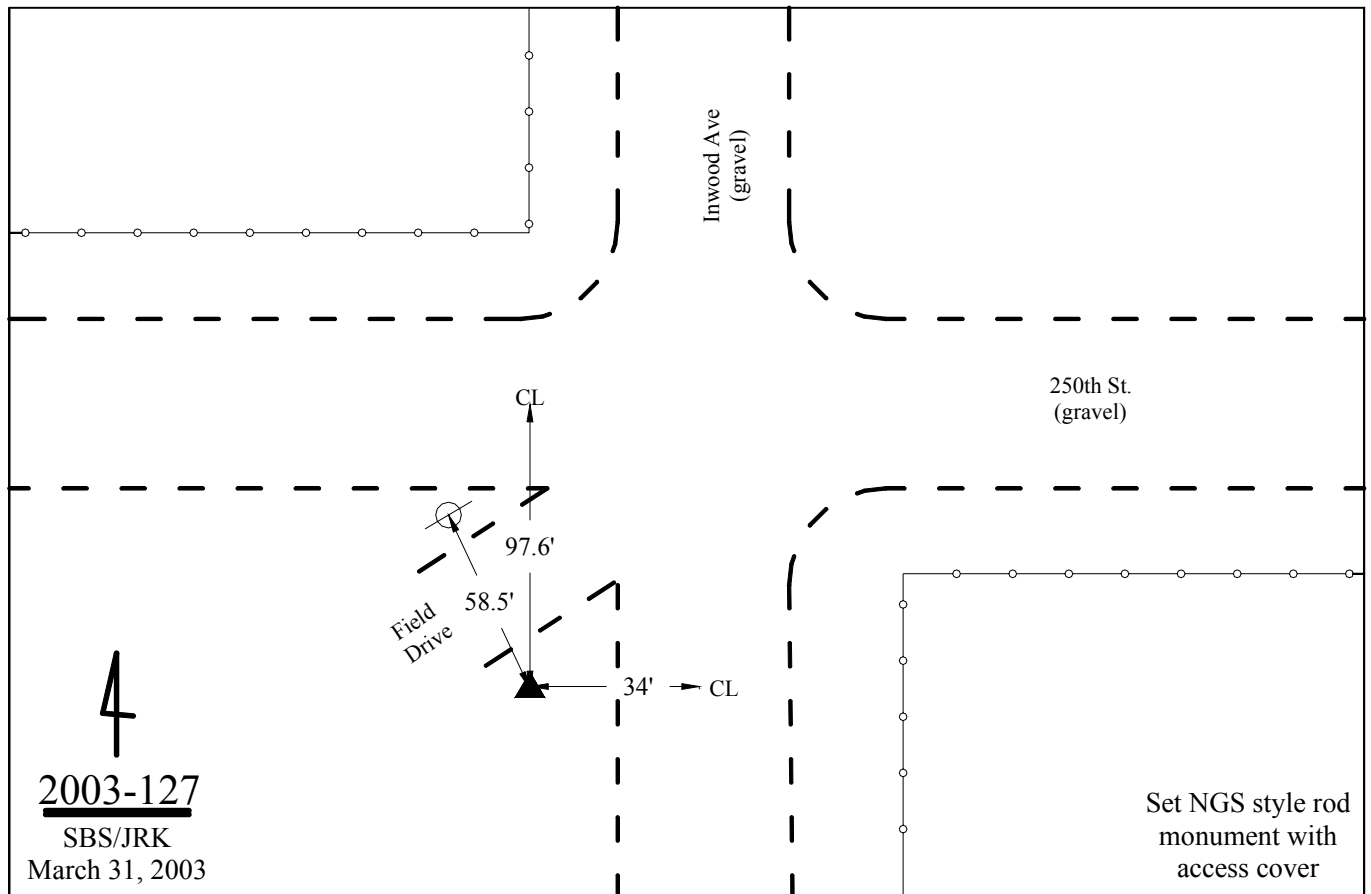 Inwood Ave
(gravel)
250th St.
(gravel)
CL
97.6'
58.5'
Field
Drive
34'
CL
2003-127
SBS/JRK
March 31, 2003
Set NGS style rod
monument with
access cover